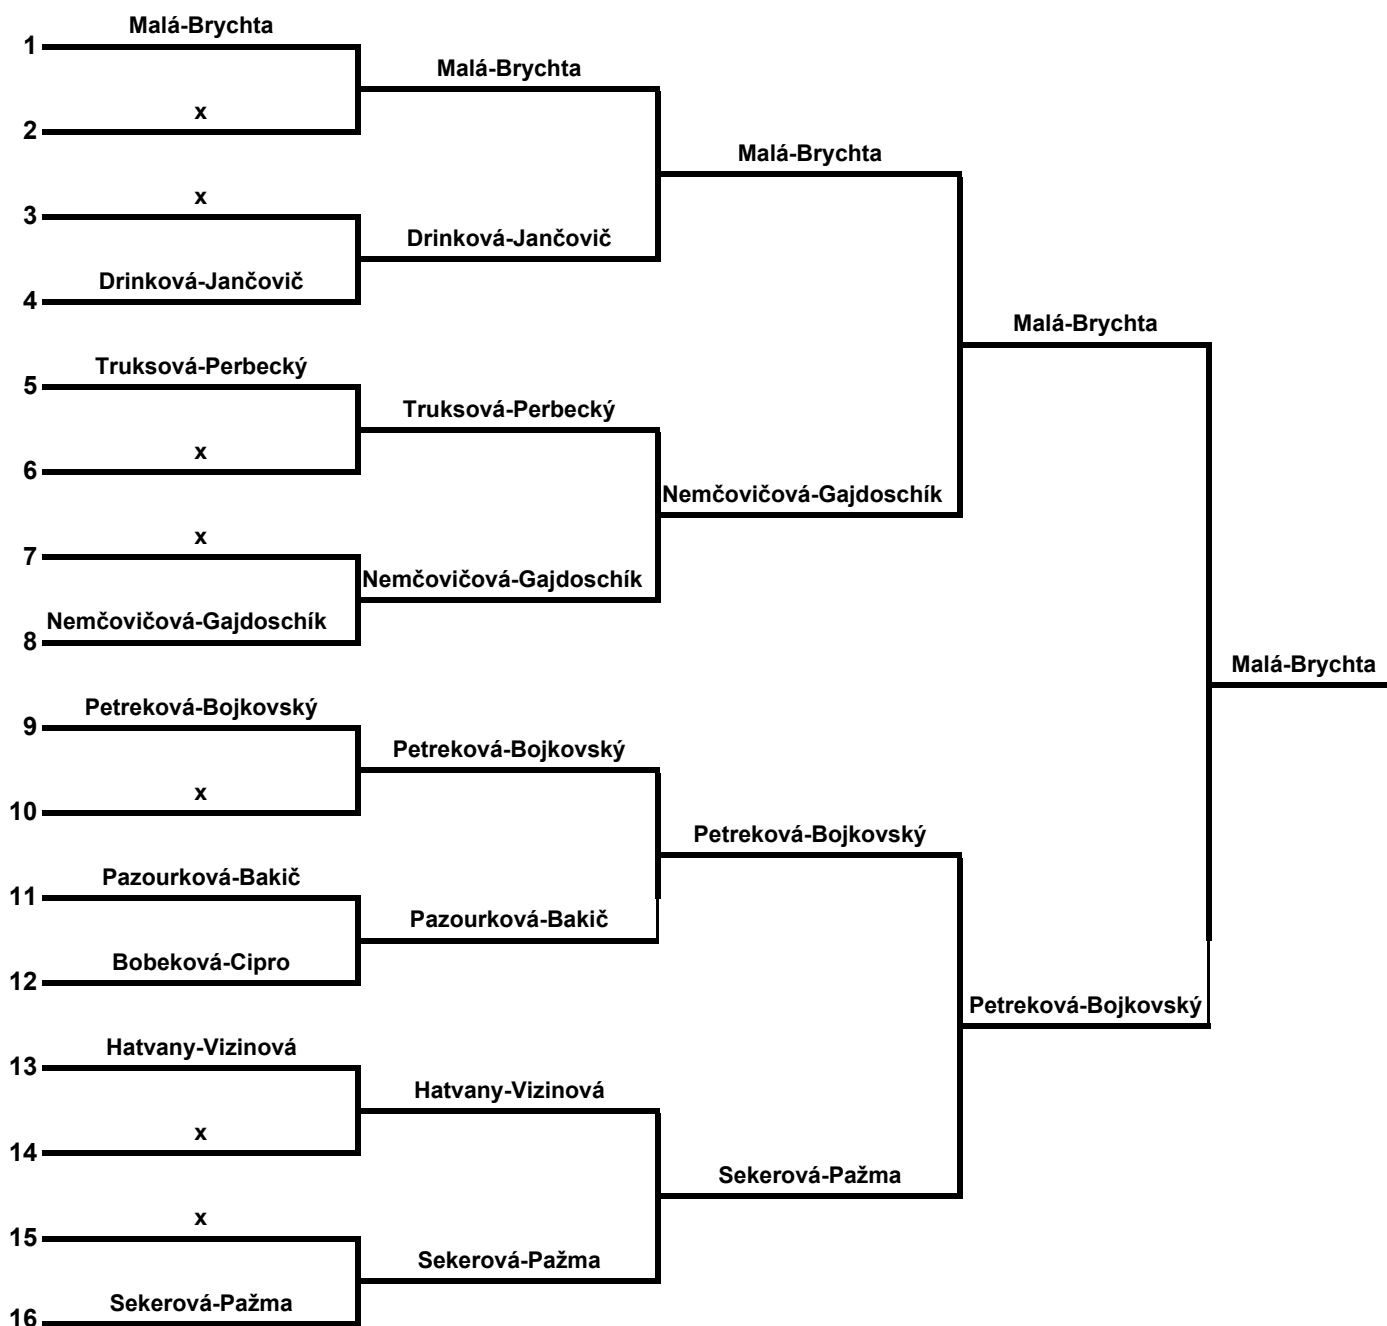 Malá-Brychta
1
Malá-Brychta
x
2
Malá-Brychta
x
3
Drinková-Jančovič
Drinková-Jančovič
4
Malá-Brychta
Truksová-Perbecký
5
Truksová-Perbecký
x
6
Nemčovičová-Gajdoschík
x
7
Nemčovičová-Gajdoschík
Nemčovičová-Gajdoschík
8
Malá-Brychta
Petreková-Bojkovský
9
Petreková-Bojkovský
x
10
Petreková-Bojkovský
Pazourková-Bakič
11
Pazourková-Bakič
Bobeková-Cipro
12
Petreková-Bojkovský
Hatvany-Vizinová
13
Hatvany-Vizinová
x
14
Sekerová-Pažma
x
15
Sekerová-Pažma
Sekerová-Pažma
16